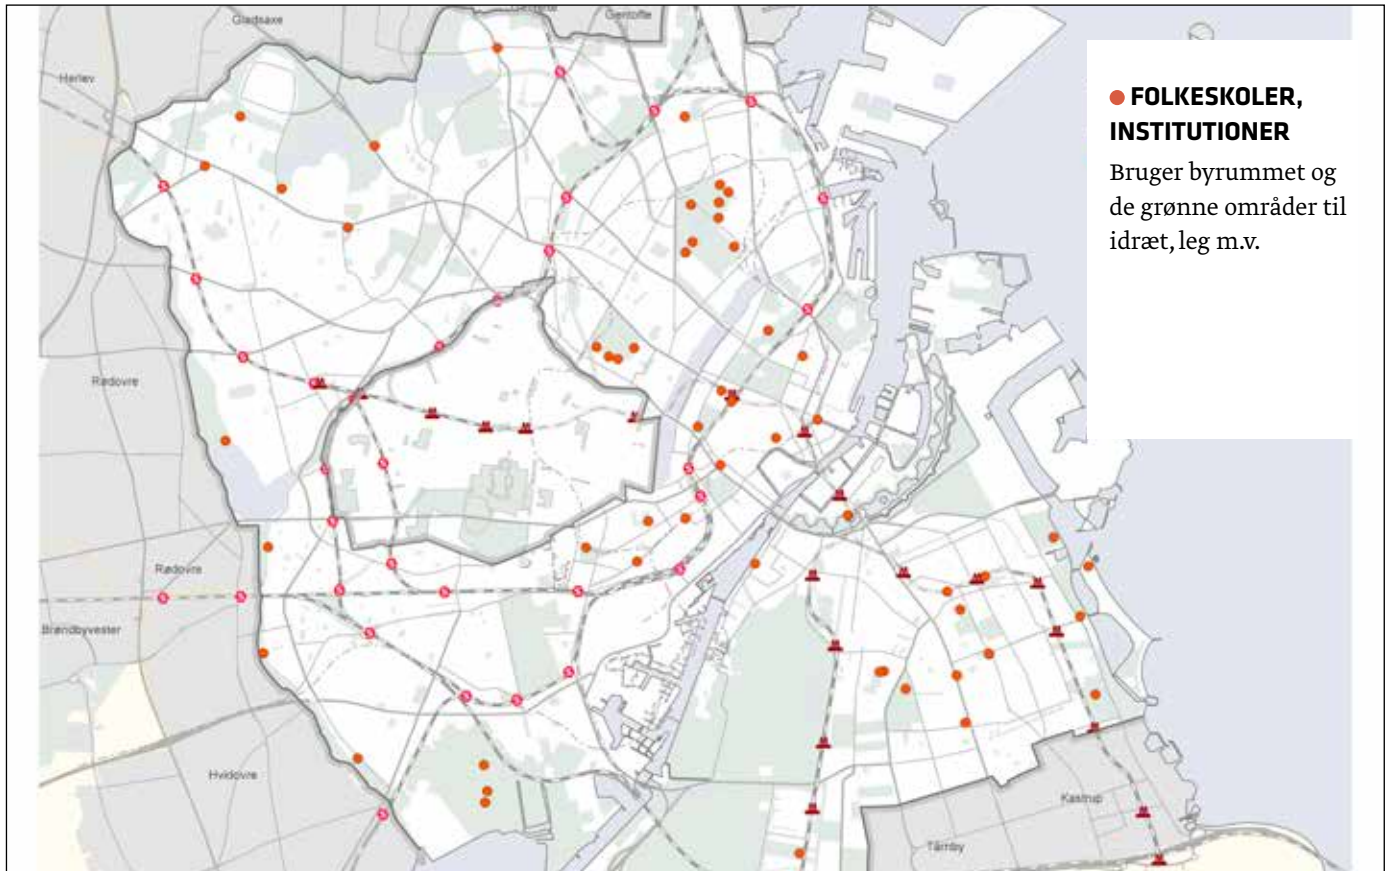 Gladsaxe
Gentofte
Herlev
Rødovre
Rødovre
Brøndbyvester
Hvidovre
Kastrup
Tårnby
FOLKESKOLER,
INSTITUTIONER
Bruger byrummet og
de grønne områder til
idræt, leg m.v.